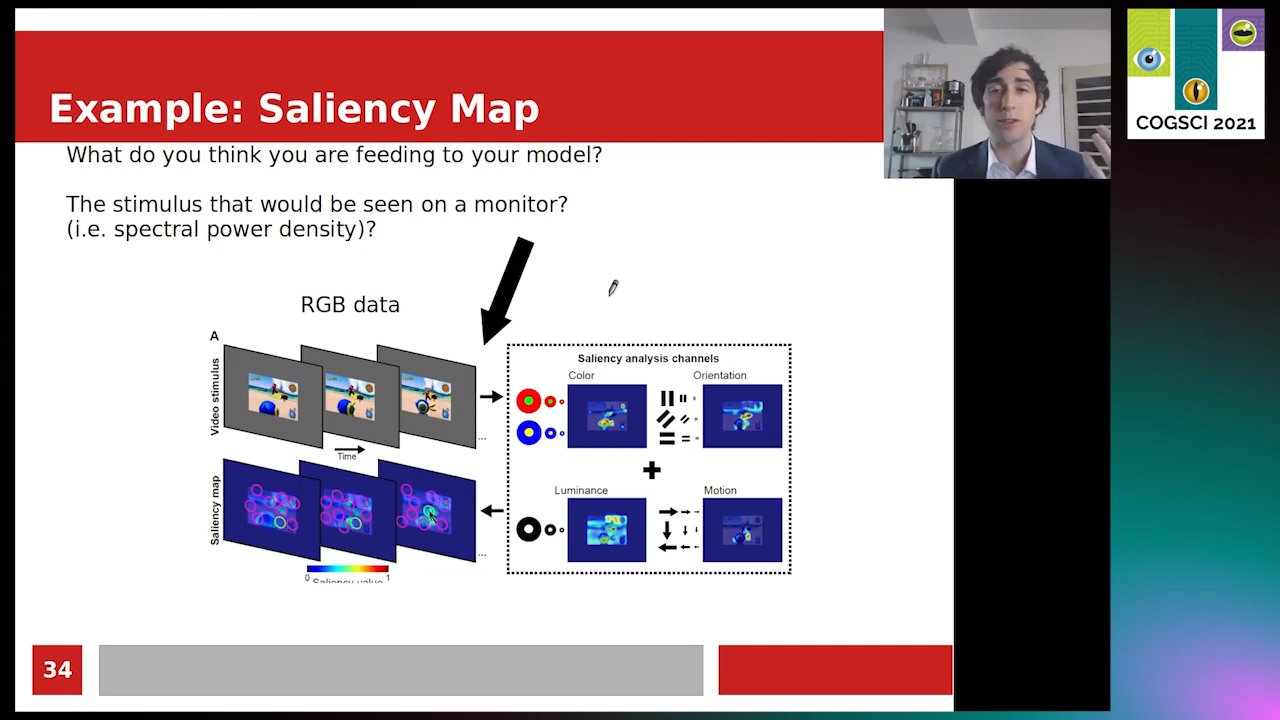 Example: Saliency Map
COGSCI 2021
What do you think you are feeding to your model?
The stimulus that would be seen on a monitor?
(i.e. spectral power density)?
RGB data
A
Video stimulus
Time
...
Saliency map
...
0 Saliency value 1
Saliency analysis channels
Color
Orientation
Luminance
Motion
34